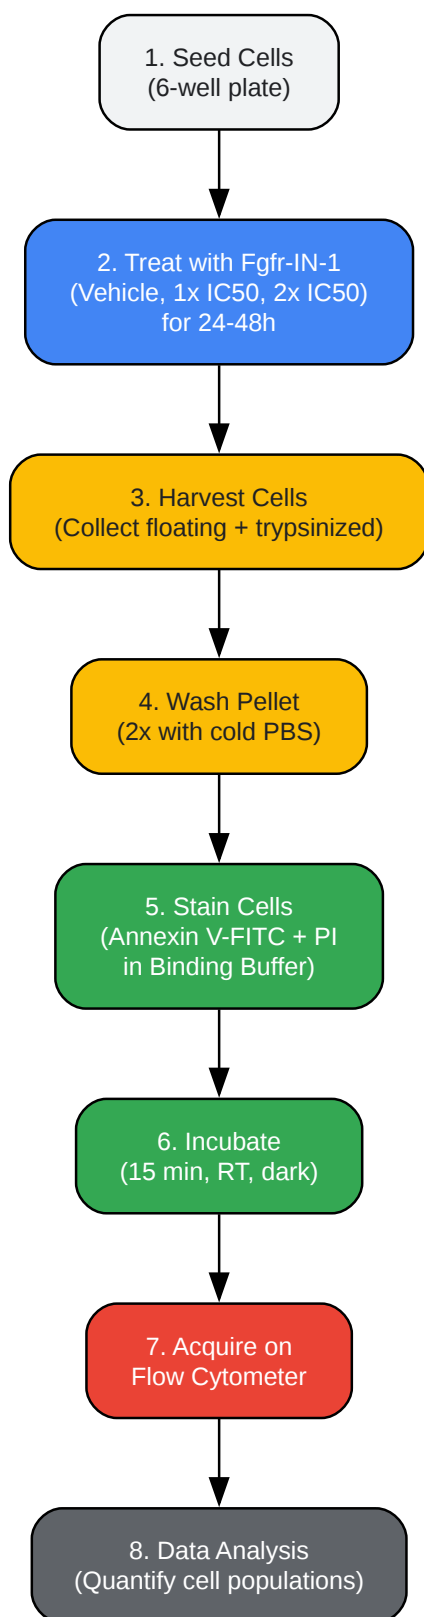 1. Seed Cells
(6-well plate)
2. Treat with Fgfr-IN-1
(Vehicle, 1x IC50, 2x IC50)
for 24-48h
3. Harvest Cells
(Collect floating + trypsinized)
4. Wash Pellet
(2x with cold PBS)
5. Stain Cells
(Annexin V-FITC + PI
in Binding Buffer)
6. Incubate
(15 min, RT, dark)
7. Acquire on
Flow Cytometer
8. Data Analysis
(Quantify cell populations)